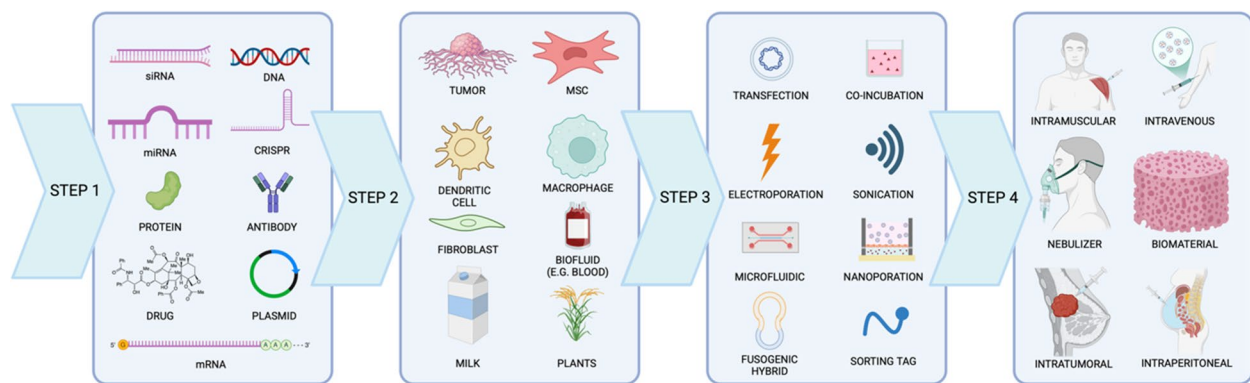 STEP 1
siRNA
DNA
miRNA
CRISPR
PROTEIN
ANTIBODY
DRUG
PLASMID
5'
G
A A A
3'
mRNA
STEP 2
TUMOR
MSC
DENDRITIC
CELL
MACROPHAGE
FIBROBLAST
BIOFLUID
(E.G. BLOOD)
MILK
PLANTS
STEP 3
TRANSFECTION
CO-INCUBATION
ELECTROPORATION
SONICATION
MICROFLUIDIC
NANOPORATION
FUSOGENIC
HYBRID
SORTING TAG
STEP 4
INTRAMUSCULAR
INTRAVENOUS
NEBULIZER
BIOMATERIAL
INTRATUMORAL
INTRAPERITONEAL